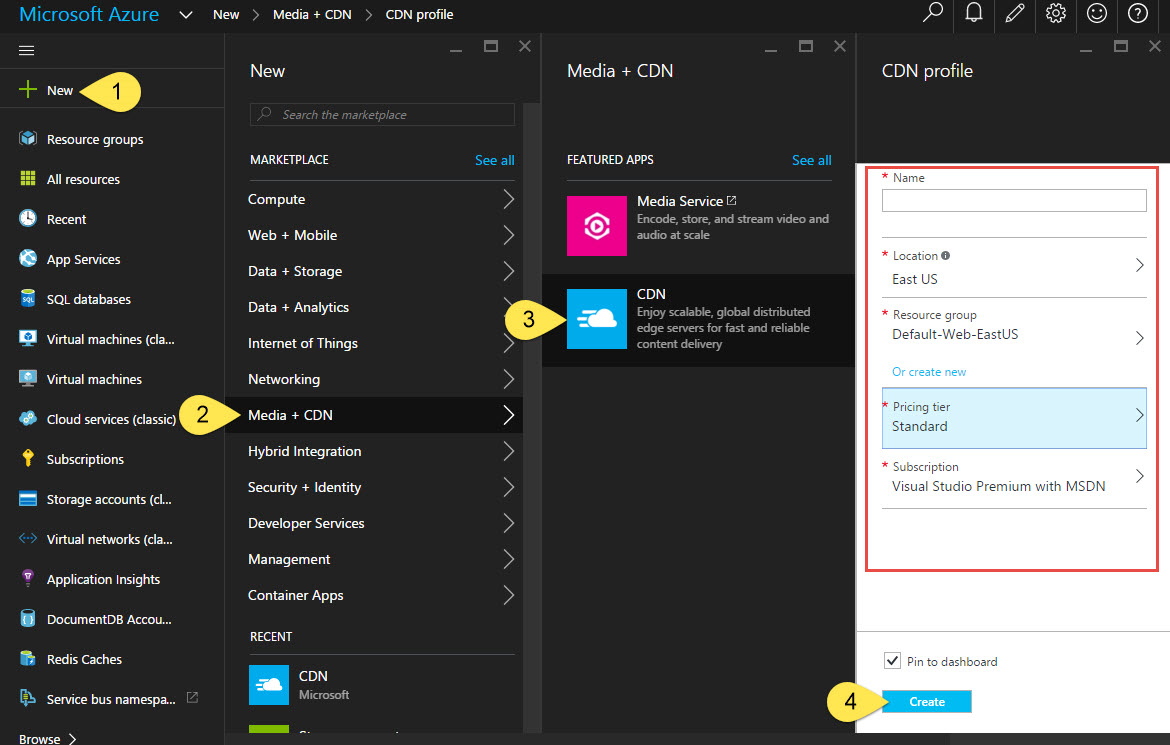 Microsoft Azure New > Media + CDN > CDN profile
New
1
Resource groups
All resources
Recent
App Services
SQL databases
Virtual machines (cla...
Virtual machines
Cloud services (classic)
Subscriptions
Storage accounts (cl...
Virtual networks (cla...
Application Insights
DocumentDB Accou...
Redis Caches
Service bus namespa...
Browse >
New
Search the marketplace
MARKETPLACE See all
Compute
Web + Mobile
Data + Storage
Data + Analytics
Internet of Things
Networking
2
Media + CDN
Hybrid Integration
Security + Identity
Developer Services
Management
Container Apps
RECENT
CDN
Microsoft
Media + CDN
FEATURED APPS See all
Media Service
Encode, store, and stream video and
audio at scale
3
CDN
Enjoy scalable, global distributed
edge servers for fast and reliable
content delivery
CDN profile
* Name
* Location
East US
* Resource group
Default-Web-EastUS
Or create new
* Pricing tier
Standard
* Subscription
Visual Studio Premium with MSDN
Pin to dashboard
4
Create